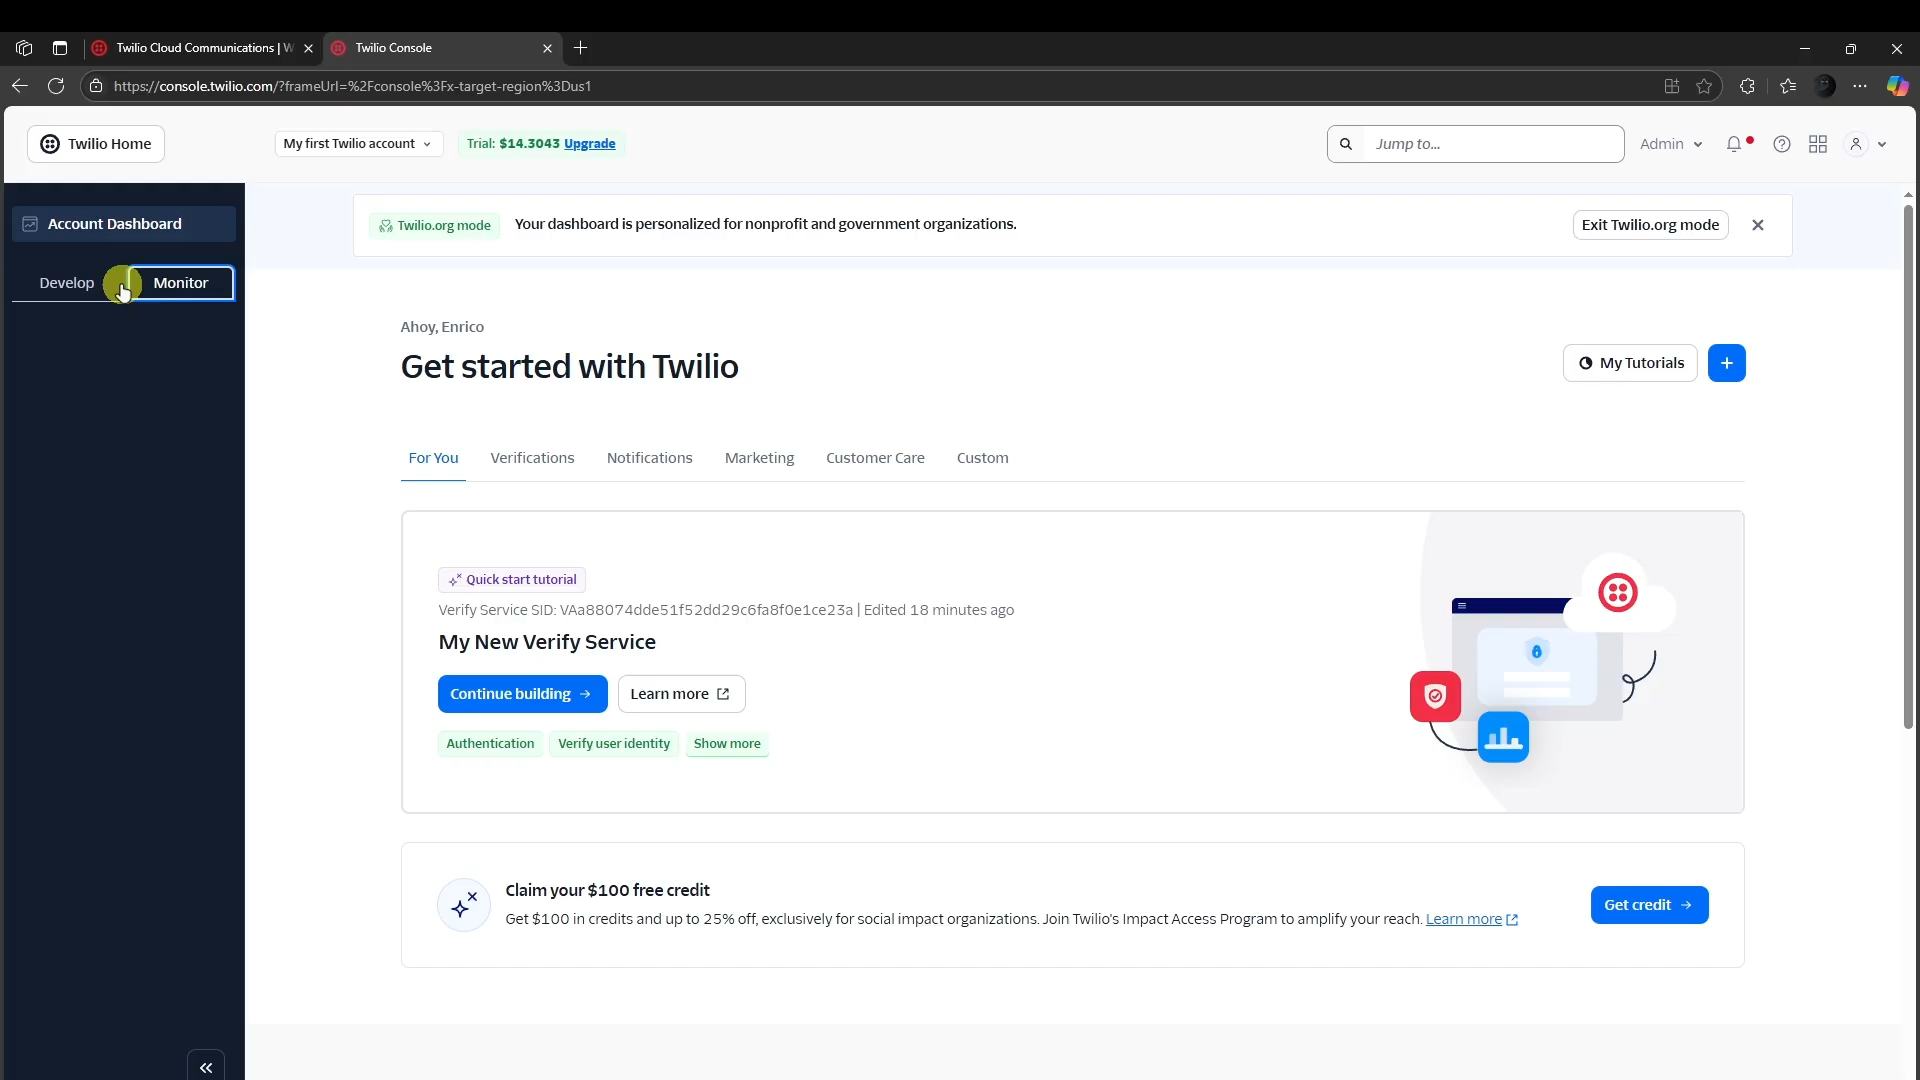 Twilio Cloud Communications | W
Twilio Console
https://console.twilio.com/?frameUrl=%2Fconsole%3Fx-target-region%3Dus1
Twilio Home
My first Twilio account
Trial: $14.3043 Upgrade
Jump to...
Admin
Account Dashboard
Develop
Monitor
Twilio.org mode
Your dashboard is personalized for nonprofit and government organizations.
Exit Twilio.org mode
Ahoy, Enrico
Get started with Twilio
My Tutorials
For You
Verifications
Notifications
Marketing
Customer Care
Custom
Quick start tutorial
Verify Service SID: VAa88074dde51f52dd29c6fa8f0e1ce23a | Edited 18 minutes ago
My New Verify Service
Continue building
Learn more
Authentication
Verify user identity
Show more
Claim your $100 free credit
Get $100 in credits and up to 25% off, exclusively for social impact organizations. Join Twilio's Impact Access Program to amplify your reach. Learn more
Get credit